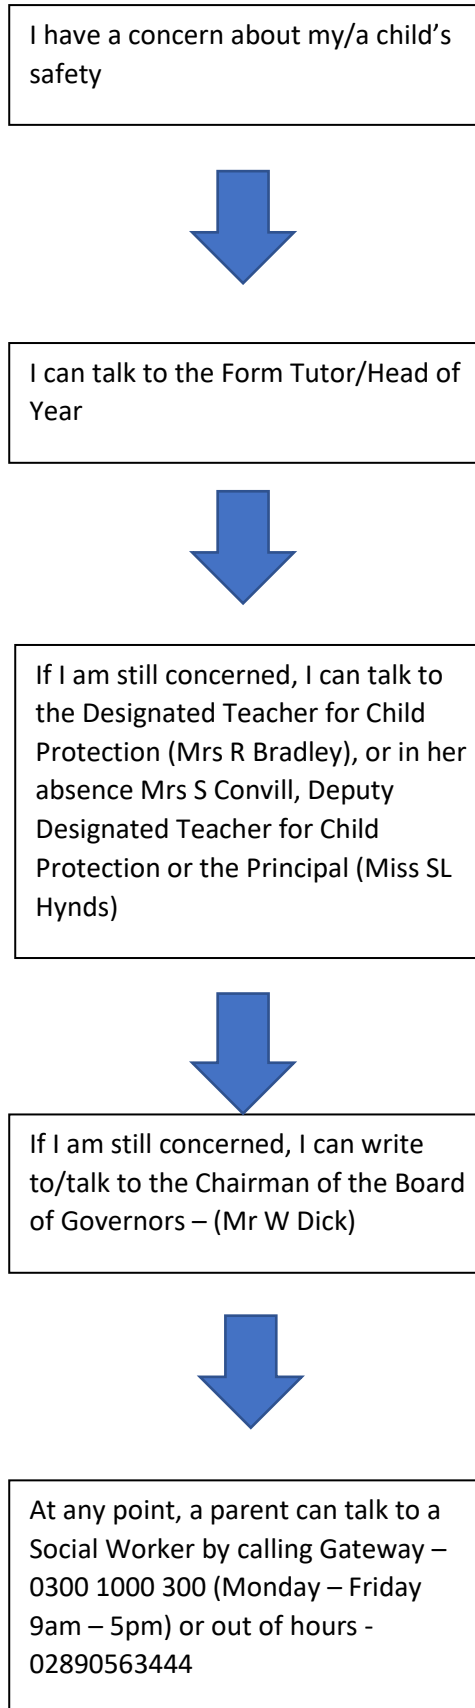 I have a concern about my/a child’s
safety
I can talk to the Form Tutor/Head of
Year
If I am still concerned, I can talk to
the Designated Teacher for Child
Protection (Mrs R Bradley), or in her
absence Mrs S Convill, Deputy
Designated Teacher for Child
Protection or the Principal (Miss SL
Hynds)
If I am still concerned, I can write
to/talk to the Chairman of the Board
of Governors – (Mr W Dick)
At any point, a parent can talk to a
Social Worker by calling Gateway –
0300 1000 300 (Monday – Friday
9am – 5pm) or out of hours -
02890563444